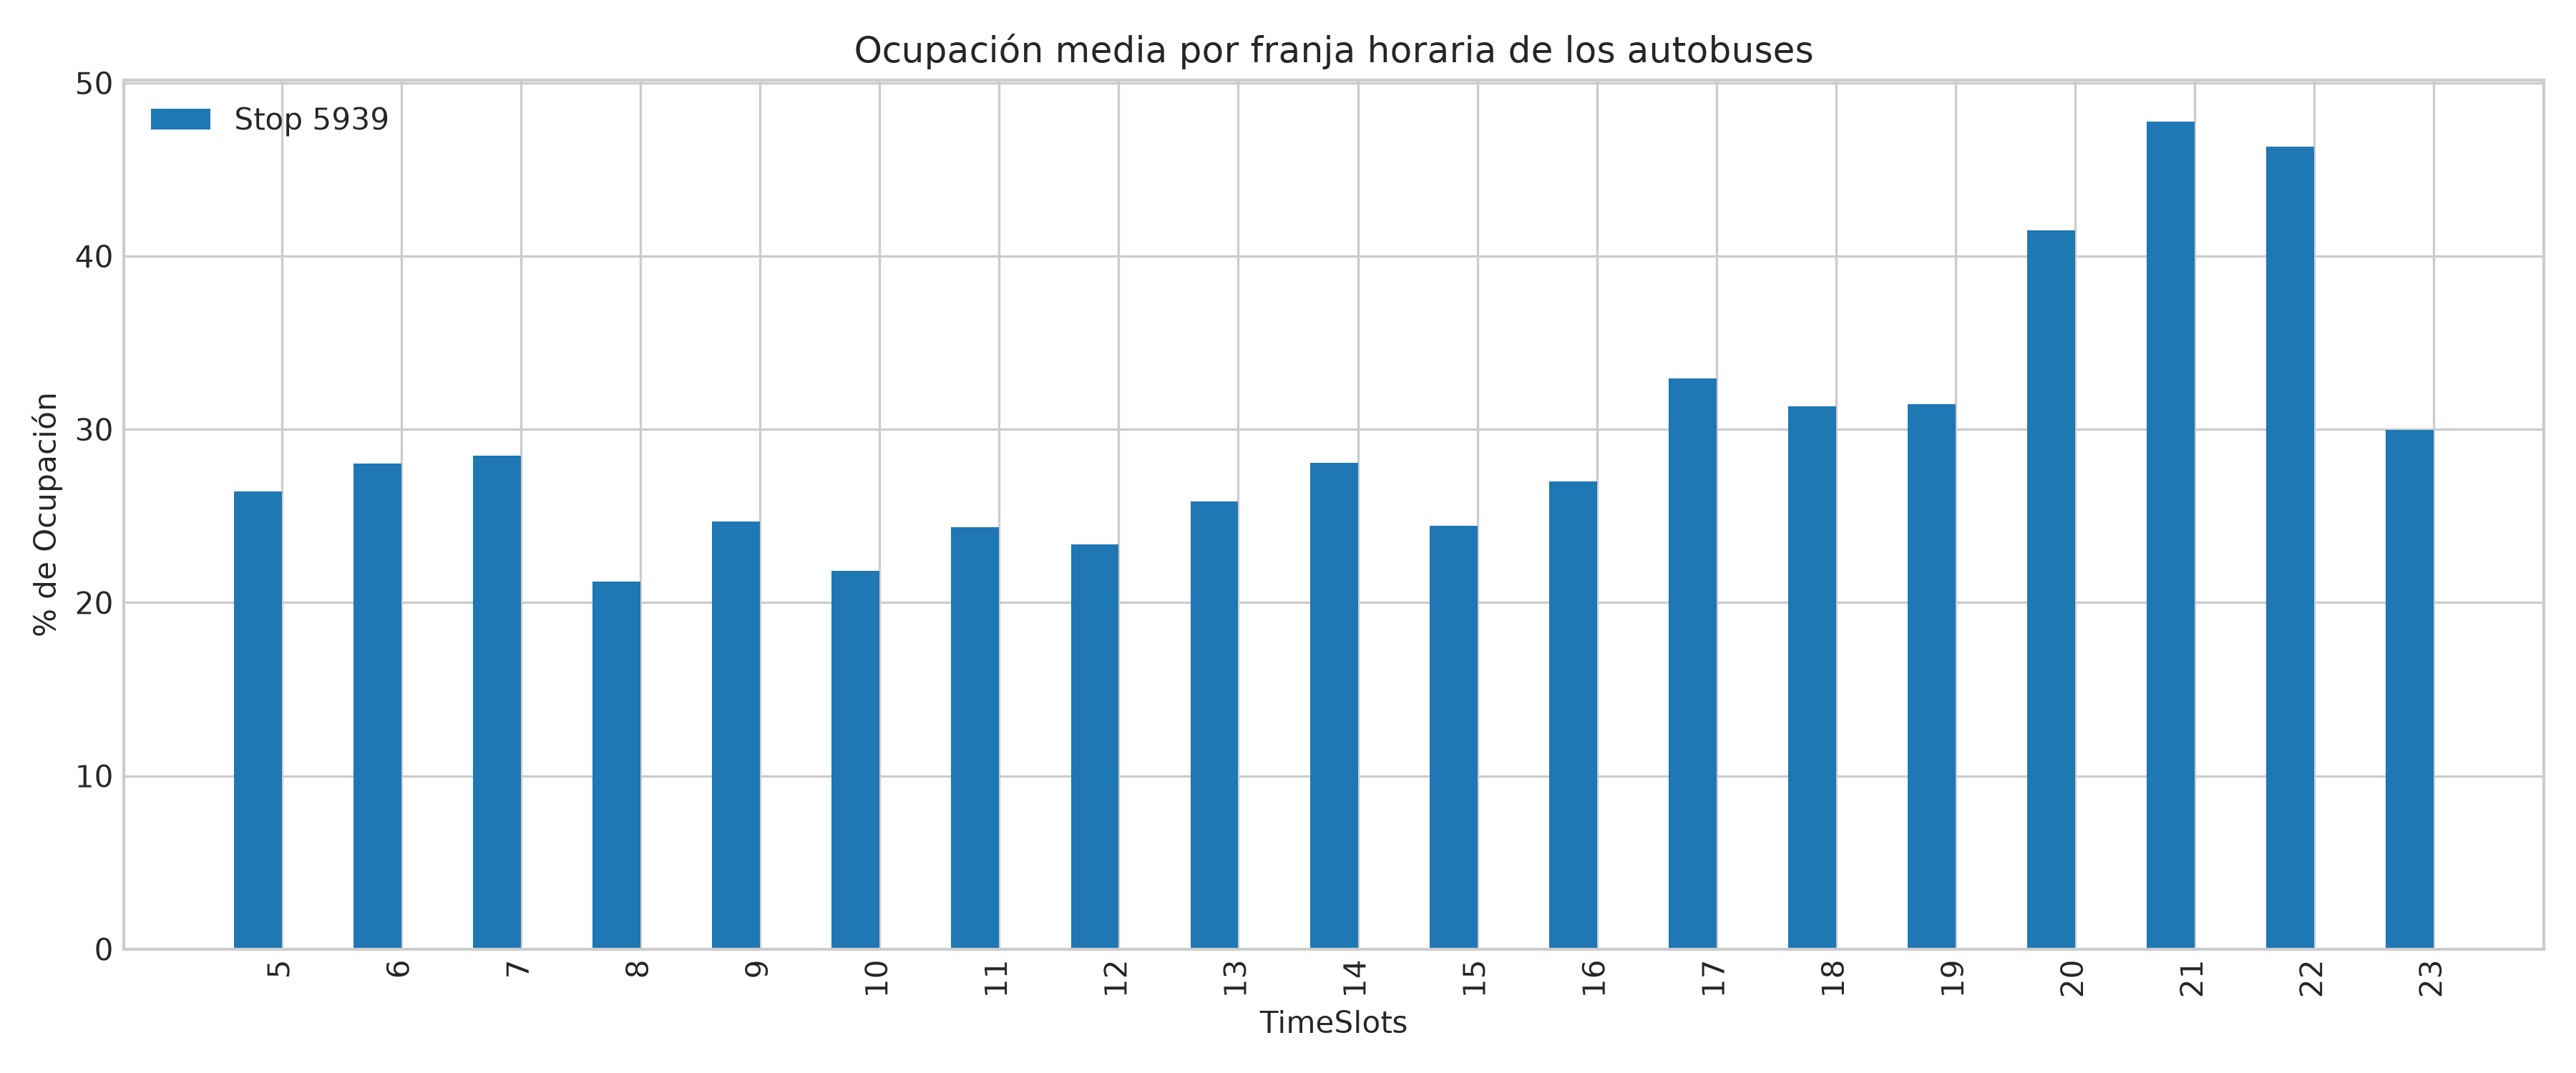 Ocupación media por franja horaria de los autobuses
Stop 5939
% de Ocupación
50
40
30
20
10
0
5 6 7 8 9 10 11 12 13 14 15 16 17 18 19 20 21 22 23
TimeSlots